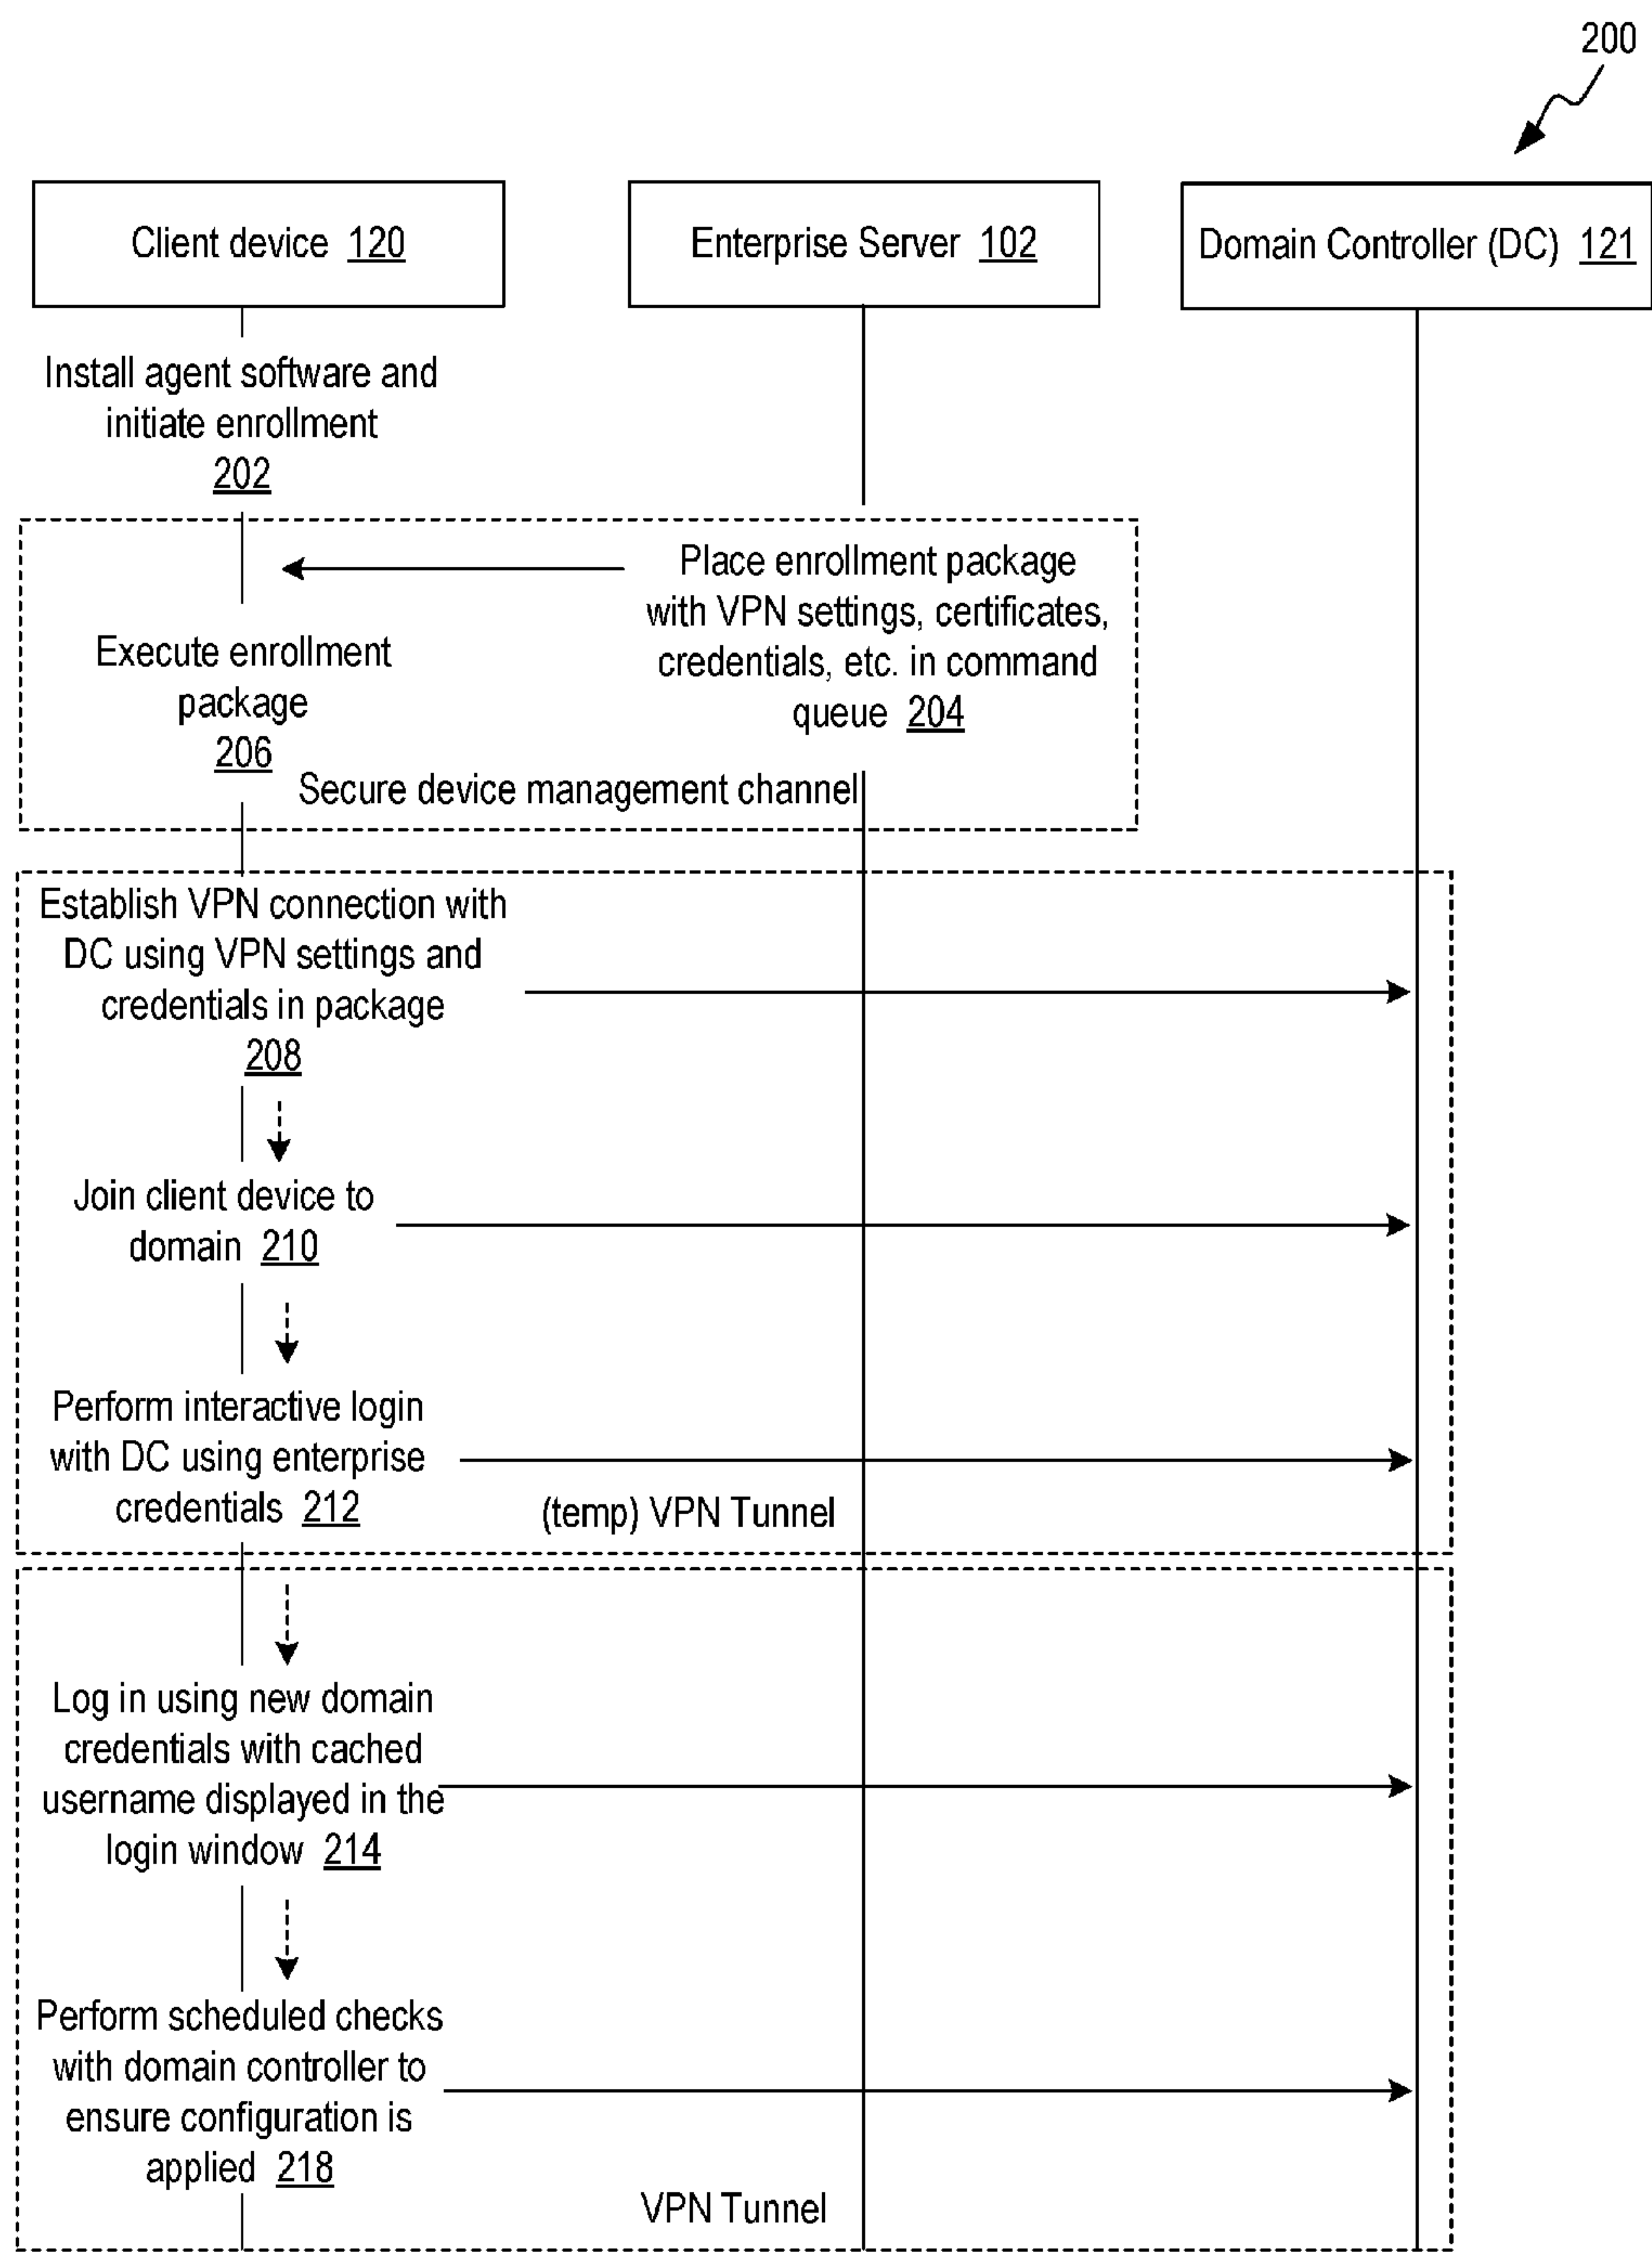 200
Client device 120
Enterprise Server 102
Domain Controller (DC) 121
Install agent software and
initiate enrollment
202
Place enrollment package
with VPN settings, certificates,
credentials, etc. in command
queue 204
Execute enrollment
package
206
Secure device management channel
Establish VPN connection with
DC using VPN settings and
credentials in package
208
Join client device to
domain 210
Perform interactive login
with DC using enterprise
credentials 212
(temp) VPN Tunnel
Log in using new domain
credentials with cached
username displayed in the
login window 214
Perform scheduled checks
with domain controller to
ensure configuration is
applied 218
VPN Tunnel